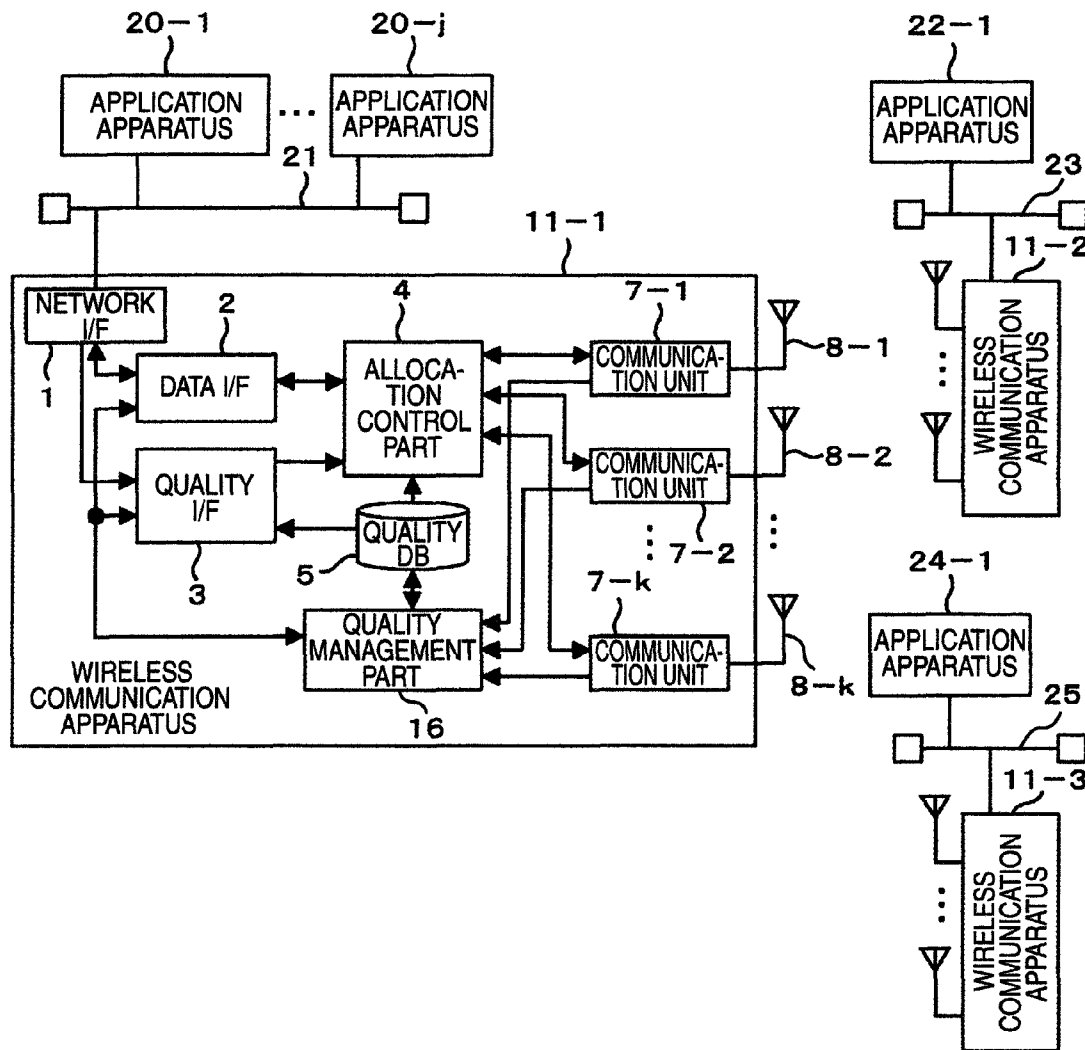 20-1
20-j
22-1
APPLICATION
APPARATUS
...
APPLICATION
APPARATUS
APPLICATION
APPARATUS
21
23
11-1
11-2
NETWORK
I/F
1
2
DATA I/F
QUALITY
I/F
3
4
ALLOCA-
TION
CONTROL
PART
QUALITY
DB
5
QUALITY
MANAGEMENT
PART
16
7-1
COMMUNICA-
TION UNIT
8-1
COMMUNICA-
TION UNIT
7-2
8-2
7-k
COMMUNICA-
TION UNIT
8-k
WIRELESS
COMMUNICATION
APPARATUS
WIRELESS
COMMUNICATION
APPARATUS
24-1
APPLICATION
APPARATUS
25
11-3
WIRELESS
COMMUNICATION
APPARATUS